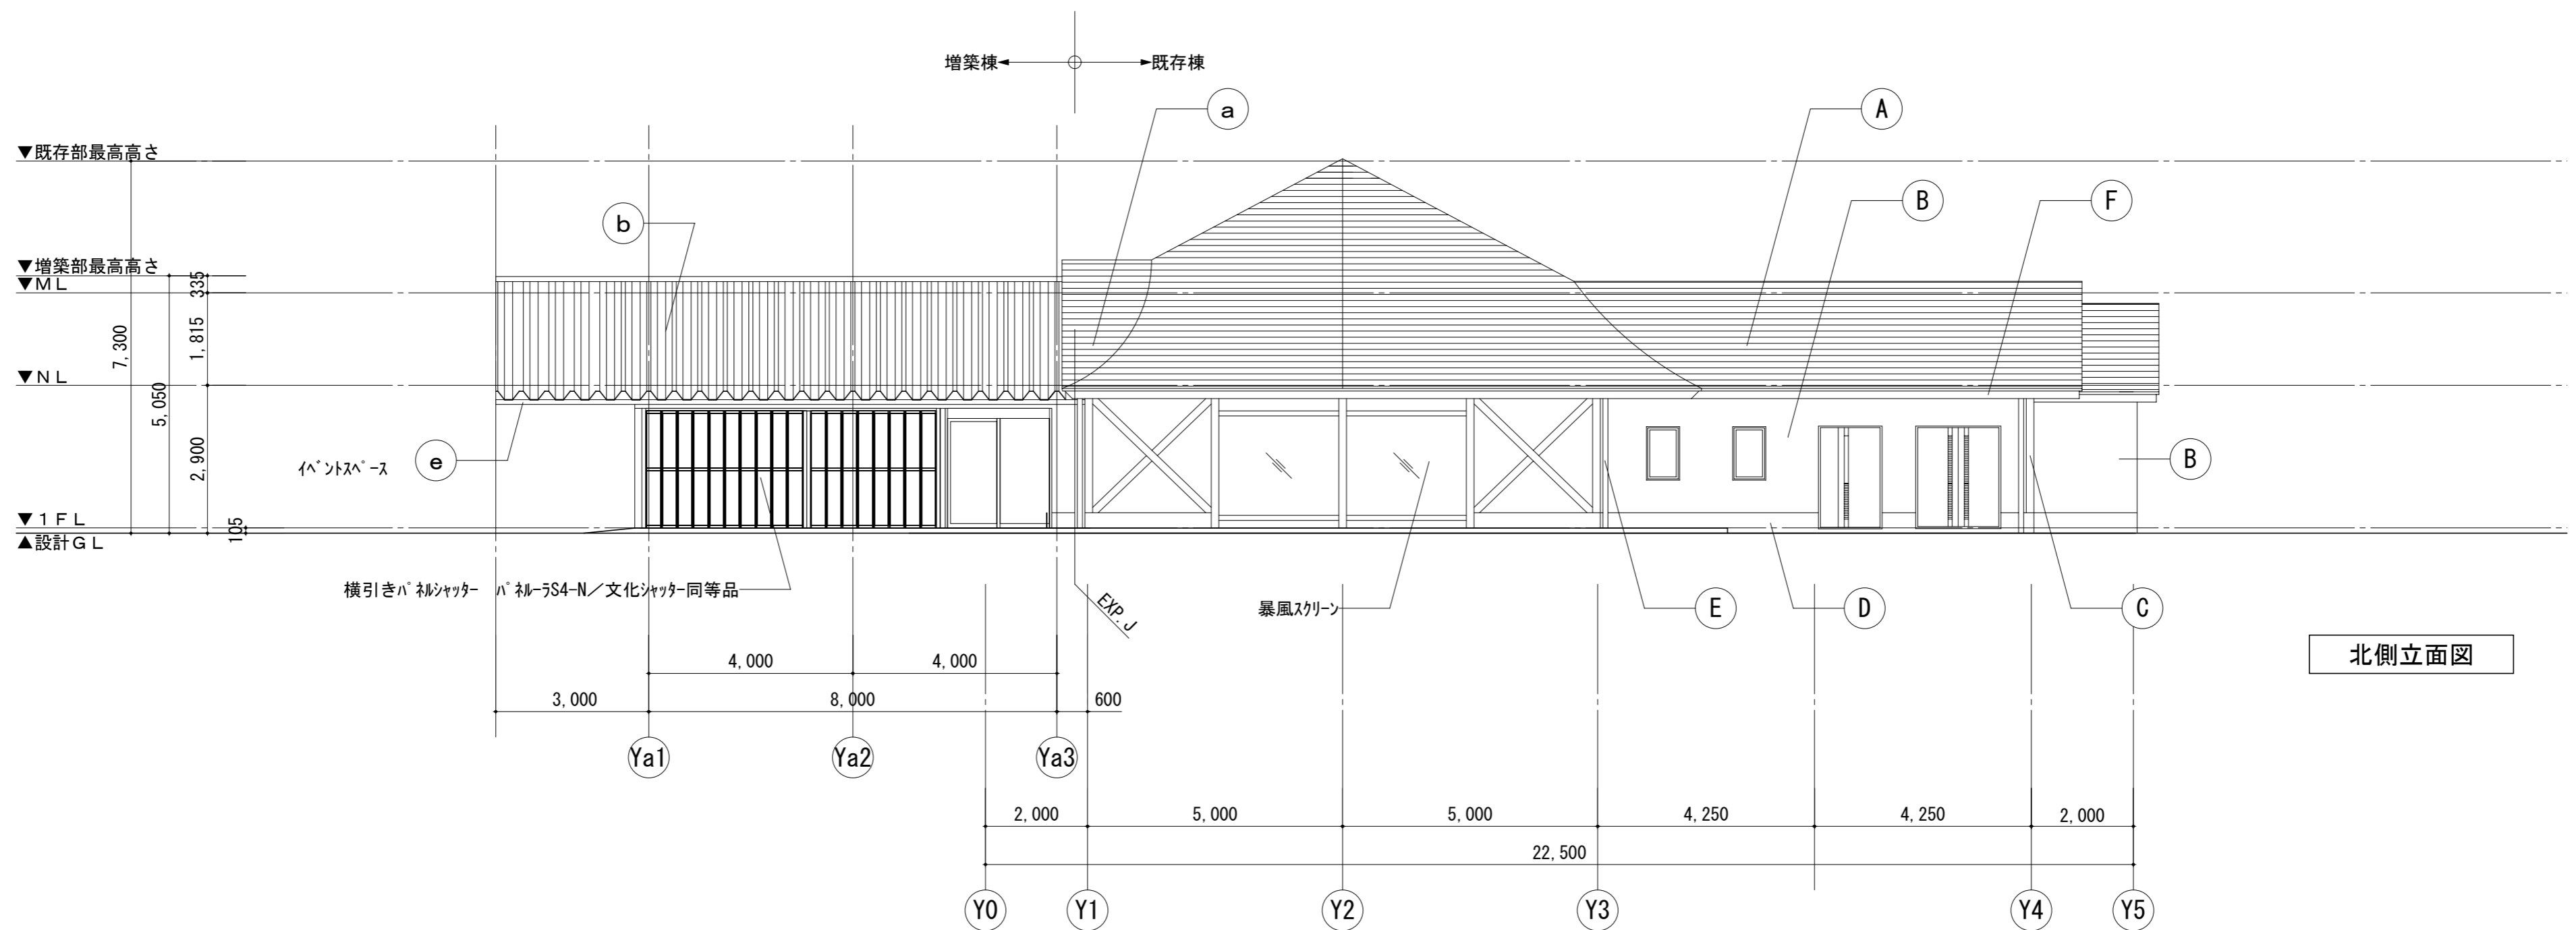 増築棟
既存棟
a
A
▼既存部最高高さ
b
B
F
▼増築部最高高さ
▼ML
335
7,300
1,815
▼NL
5,050
2,900
ｲﾍﾞﾝﾄｽﾍﾟｰｽ
e
B
▼1FL
105
▲設計GL
横引きﾊﾟﾈﾙｼｬｯﾀｰ ﾊﾟﾈﾙｰﾗS4-N／文化ｼｬｯﾀｰ同等品
EXP.J
暴風ｽｸﾘｰﾝ
E
D
C
北側立面図
4,000
4,000
3,000
8,000
600
Ya1
Ya2
Ya3
2,000
5,000
5,000
4,250
4,250
2,000
22,500
Y0
Y1
Y2
Y3
Y4
Y5